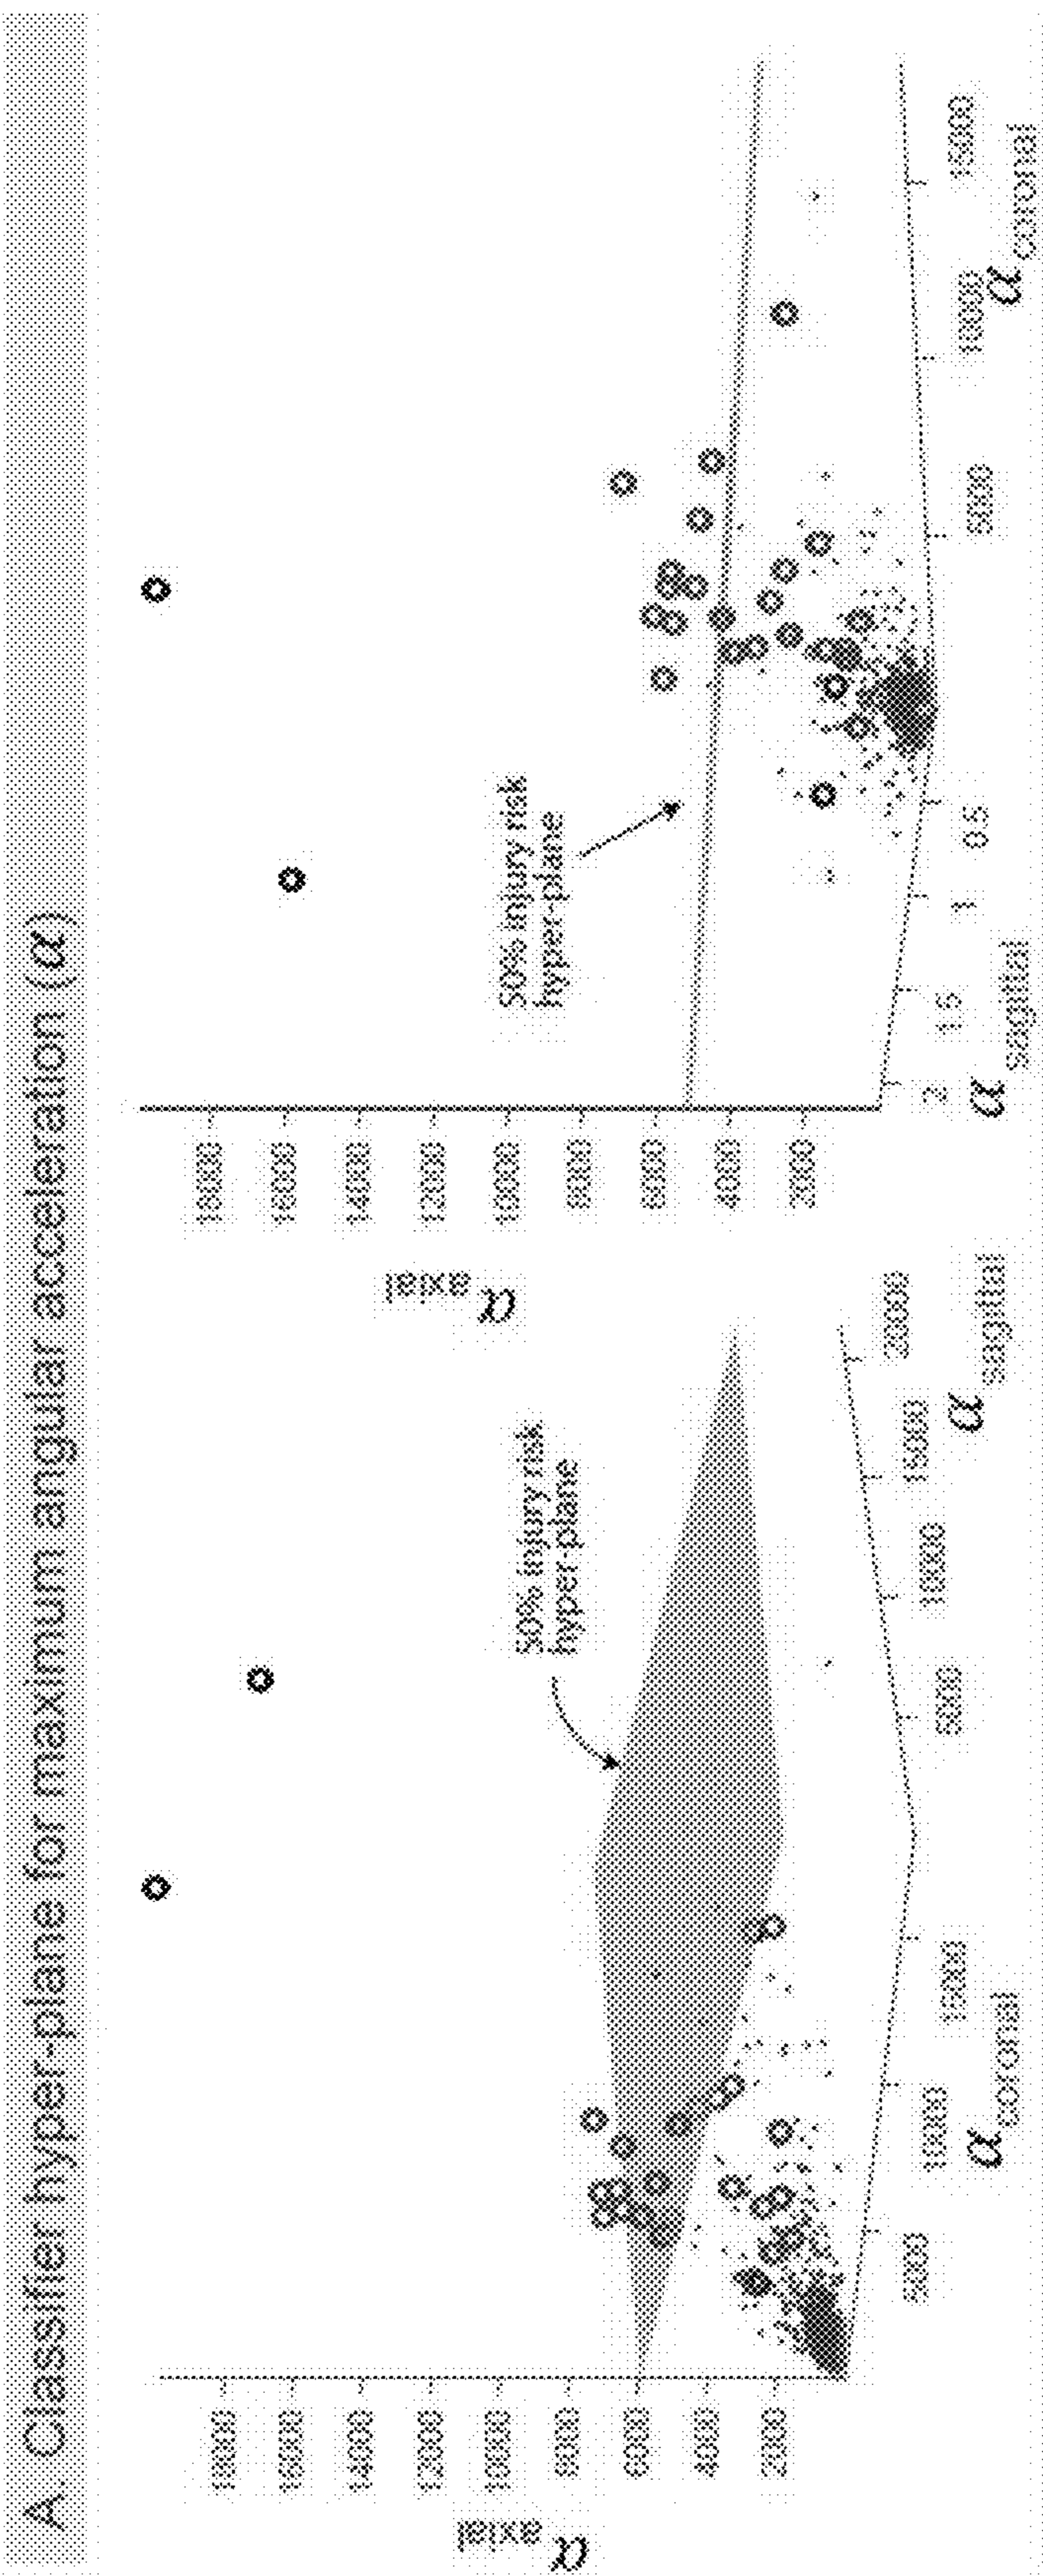 A. Classifier hyper-plane for maximum angular acceleration (α)
α axial
18000
16000
14000
12000
10000
8000
6000
4000
2000
50% injury risk
hyper-plane
5000
10000
15000
α coronal
5000
10000
15000
20000
α sagittal
α axial
18000
16000
14000
12000
10000
8000
6000
4000
2000
50% injury risk
hyper-plane
2
1.5
1
0.5
α sagittal
5000
10000
15000
α coronal